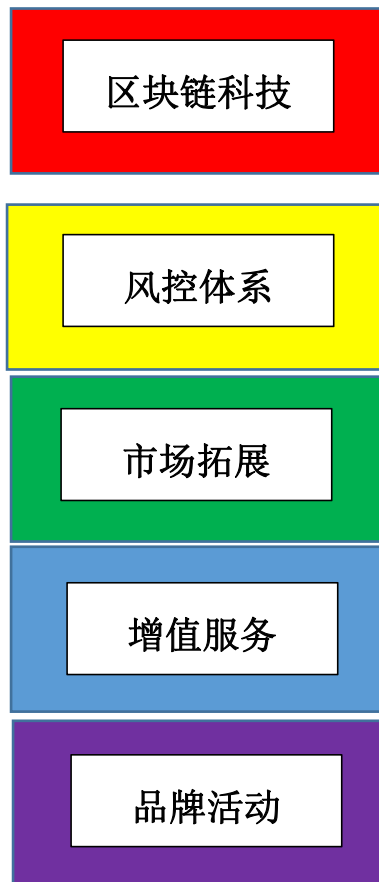 区块链科技
风控体系
市场拓展
增值服务
品牌活动